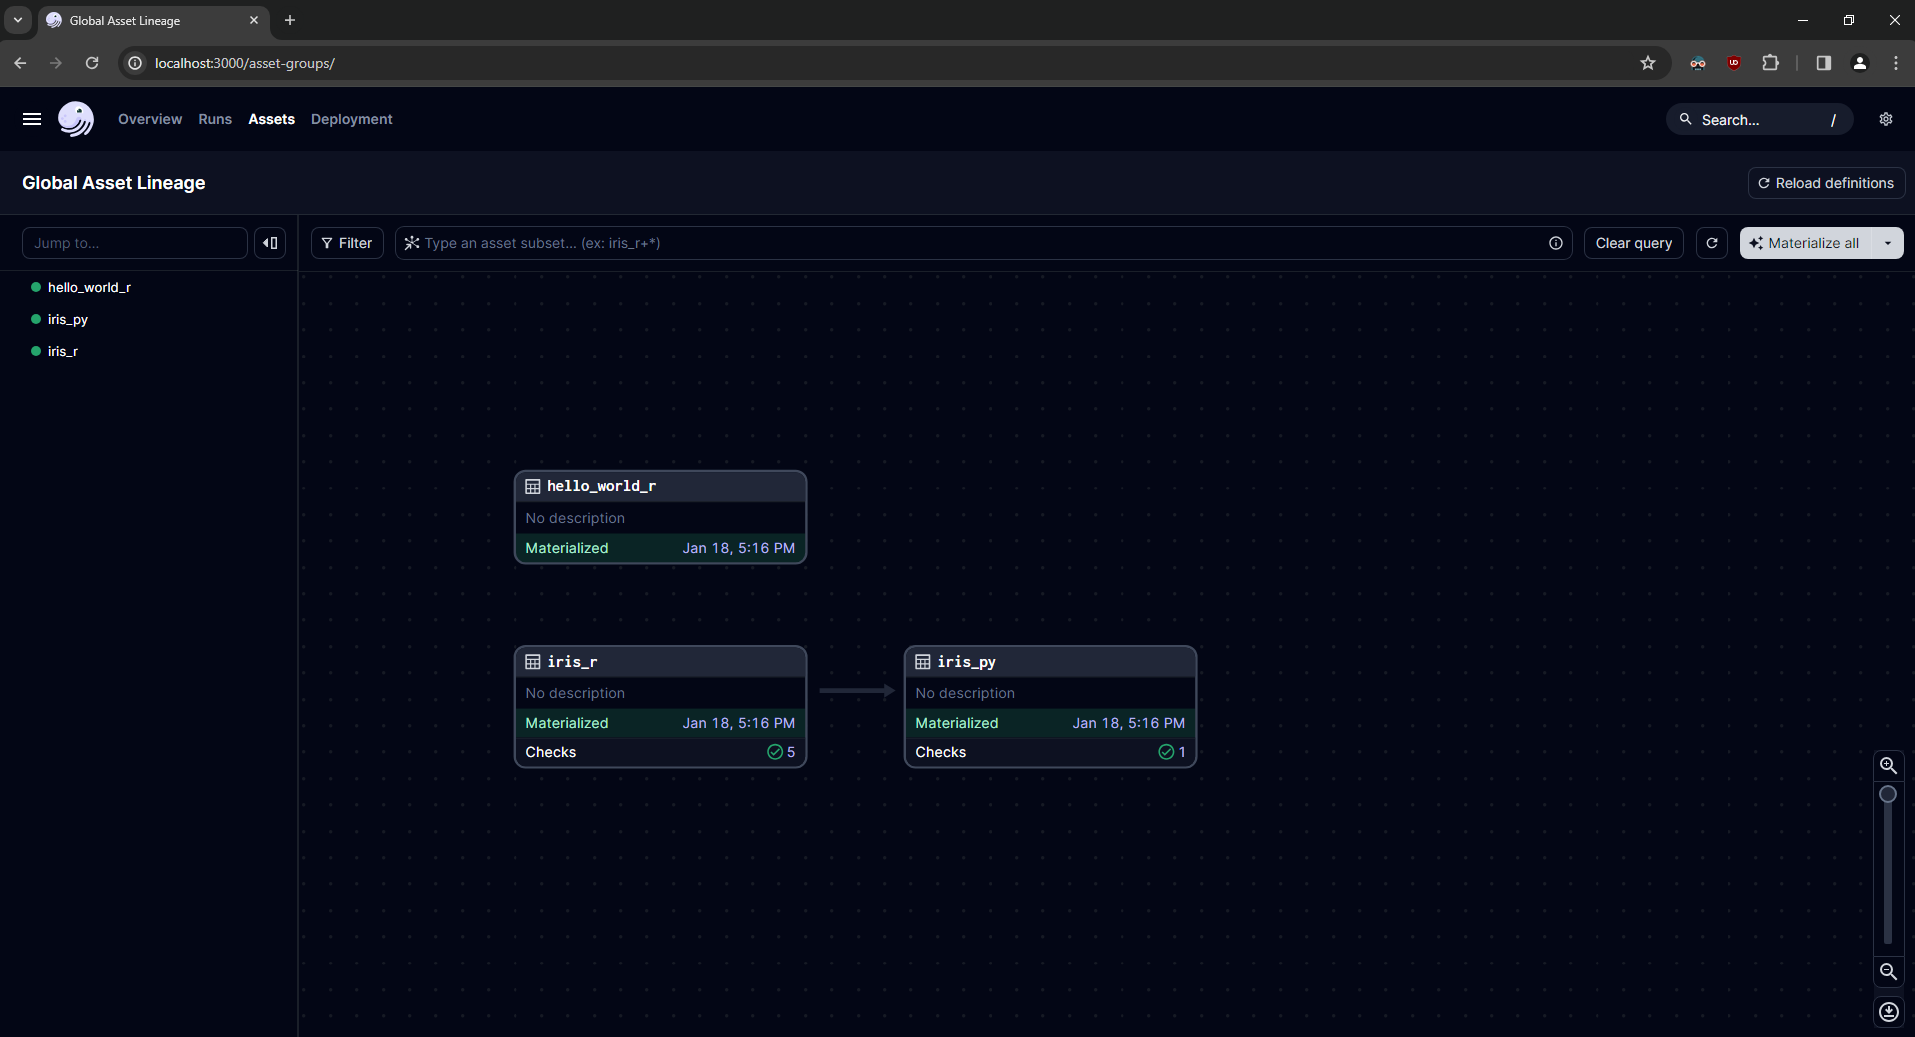 Global Asset Lineage
localhost:3000/asset-groups/
Overview Runs Assets Deployment
Search... /
Global Asset Lineage
Reload definitions
Jump to...
Filter
Type an asset subset... (ex: iris_r+*)
Clear query
Materialize all
hello_world_r
iris_py
iris_r
hello_world_r
No description
Materialized Jan 18, 5:16 PM
iris_r
No description
Materialized Jan 18, 5:16 PM
Checks 5
iris_py
No description
Materialized Jan 18, 5:16 PM
Checks 1